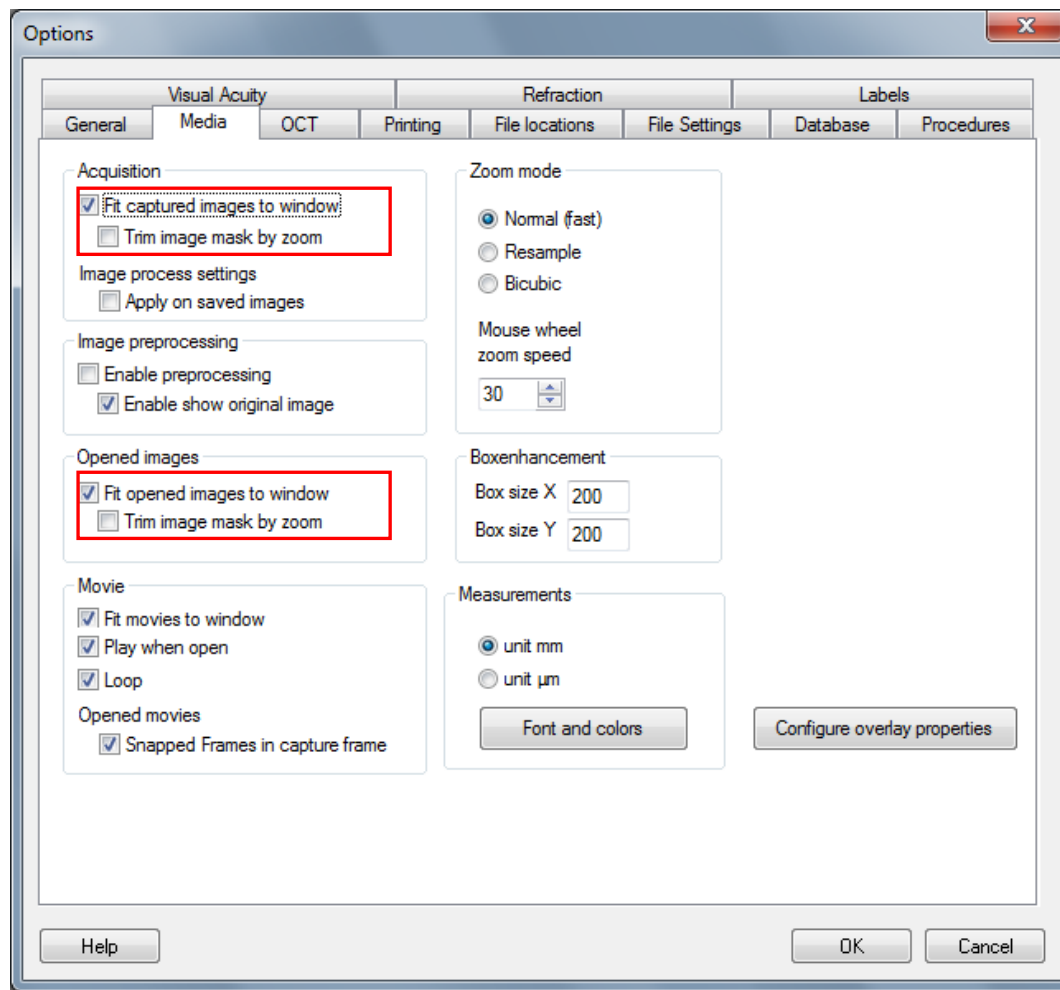 Options
Visual Acuity Refraction Labels
General Media OCT Printing File locations File Settings Database Procedures
Acquisition
Fit captured images to window
Trim image mask by zoom
Image process settings
Apply on saved images
Image preprocessing
Enable preprocessing
Enable show original image
Opened images
Fit opened images to window
Trim image mask by zoom
Movie
Fit movies to window
Play when open
Loop
Opened movies
Snapped Frames in capture frame
Zoom mode
Normal (fast)
Resample
Bicubic
Mouse wheel
zoom speed
30
Boxenhancement
Box size X 200
Box size Y 200
Measurements
unit mm
unit µm
Font and colors
Configure overlay properties
Help OK Cancel